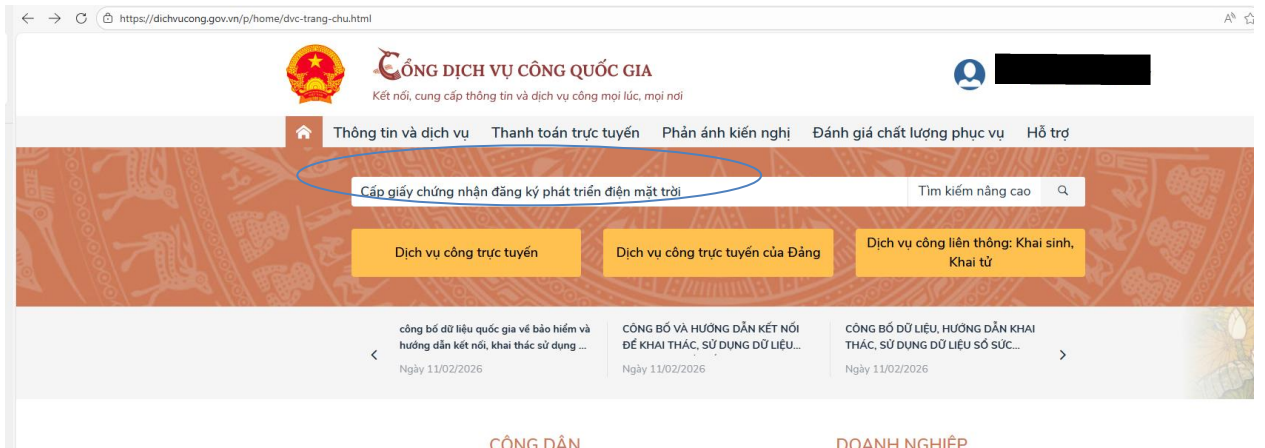 https://dichvucong.gov.vn/p/home/dvc-trang-chu.html
CỔNG DỊCH VỤ CÔNG QUỐC GIA
Kết nối, cung cấp thông tin và dịch vụ công mọi lúc, mọi nơi
Thông tin và dịch vụ Thanh toán trực tuyến Phản ánh kiến nghị Đánh giá chất lượng phục vụ Hỗ trợ
Cấp giấy chứng nhận đăng ký phát triển điện mặt trời Tìm kiếm nâng cao
Dịch vụ công trực tuyến
Dịch vụ công trực tuyến của Đảng
Dịch vụ công liên thông: Khai sinh,
Khai tử
công bố dữ liệu quốc gia về bảo hiểm và
hướng dẫn kết nối, khai thác sử dụng ...
Ngày 11/02/2026
CÔNG BỐ VÀ HƯỚNG DẪN KẾT NỐI
ĐỂ KHAI THÁC, SỬ DỤNG DỮ LIỆU...
Ngày 11/02/2026
CÔNG BỐ DỮ LIỆU, HƯỚNG DẪN KHAI
THÁC, SỬ DỤNG DỮ LIỆU SỔ SỨC...
Ngày 11/02/2026
CÔNG DÂN
DOANH NGHIỆP